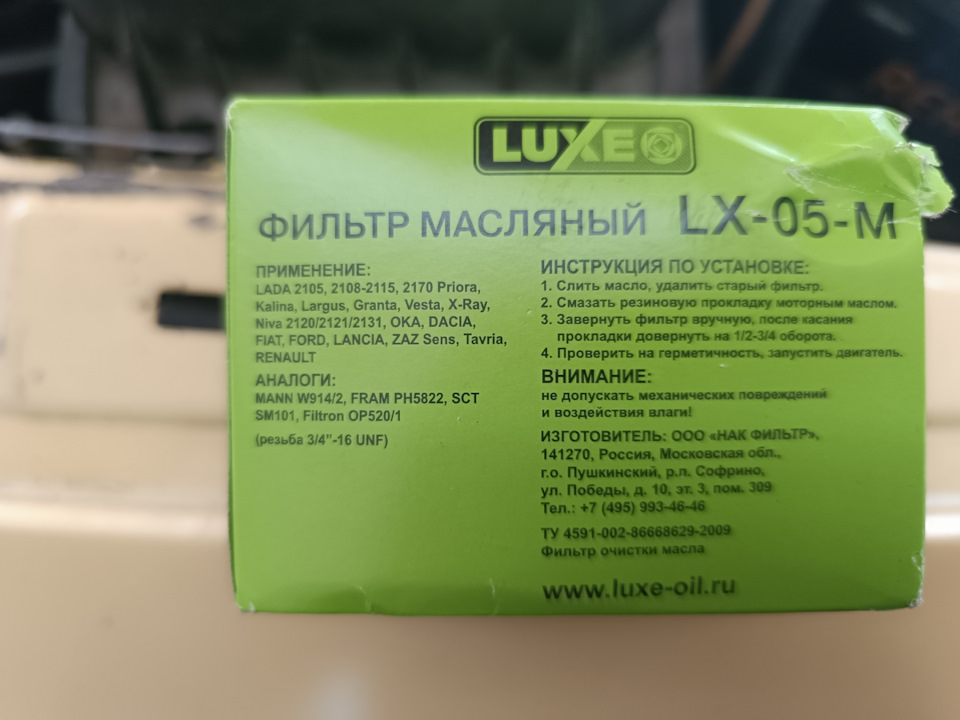 LUXE
ФИЛЬТР МАСЛЯНЫЙ LX-05-М
ПРИМЕНЕНИЕ:
LADA 2105, 2108-2115, 2170 Priora,
Kalina, Largus, Granta, Vesta, X-Ray,
Niva 2120/2121/2131, OKA, DACIA,
FIAT, FORD, LANCIA, ZAZ Sens, Tavria,
RENAULT
АНАЛОГИ:
MANN W914/2, FRAM PH5822, SCT
SM101, Filtron OP520/1
(резьба 3/4”-16 UNF)
ИНСТРУКЦИЯ ПО УСТАНОВКЕ:
1. Слить масло, удалить старый фильтр.
2. Смазать резиновую прокладку моторным маслом.
3. Завернуть фильтр вручную, после касания
прокладки довернуть на 1/2-3/4 оборота.
4. Проверить на герметичность, запустить двигатель.
ВНИМАНИЕ:
не допускать механических повреждений
и воздействия влаги!
ИЗГОТОВИТЕЛЬ: ООО «НАК ФИЛЬТР»,
141270, Россия, Московская обл.,
г.о. Пушкинский, р.п. Софрино,
ул. Победы, д. 10, эт. 3, пом. 309
Тел.: +7 (495) 993-46-46
ТУ 4591-002-86668629-2009
Фильтр очистки масла
www.luxe-oil.ru